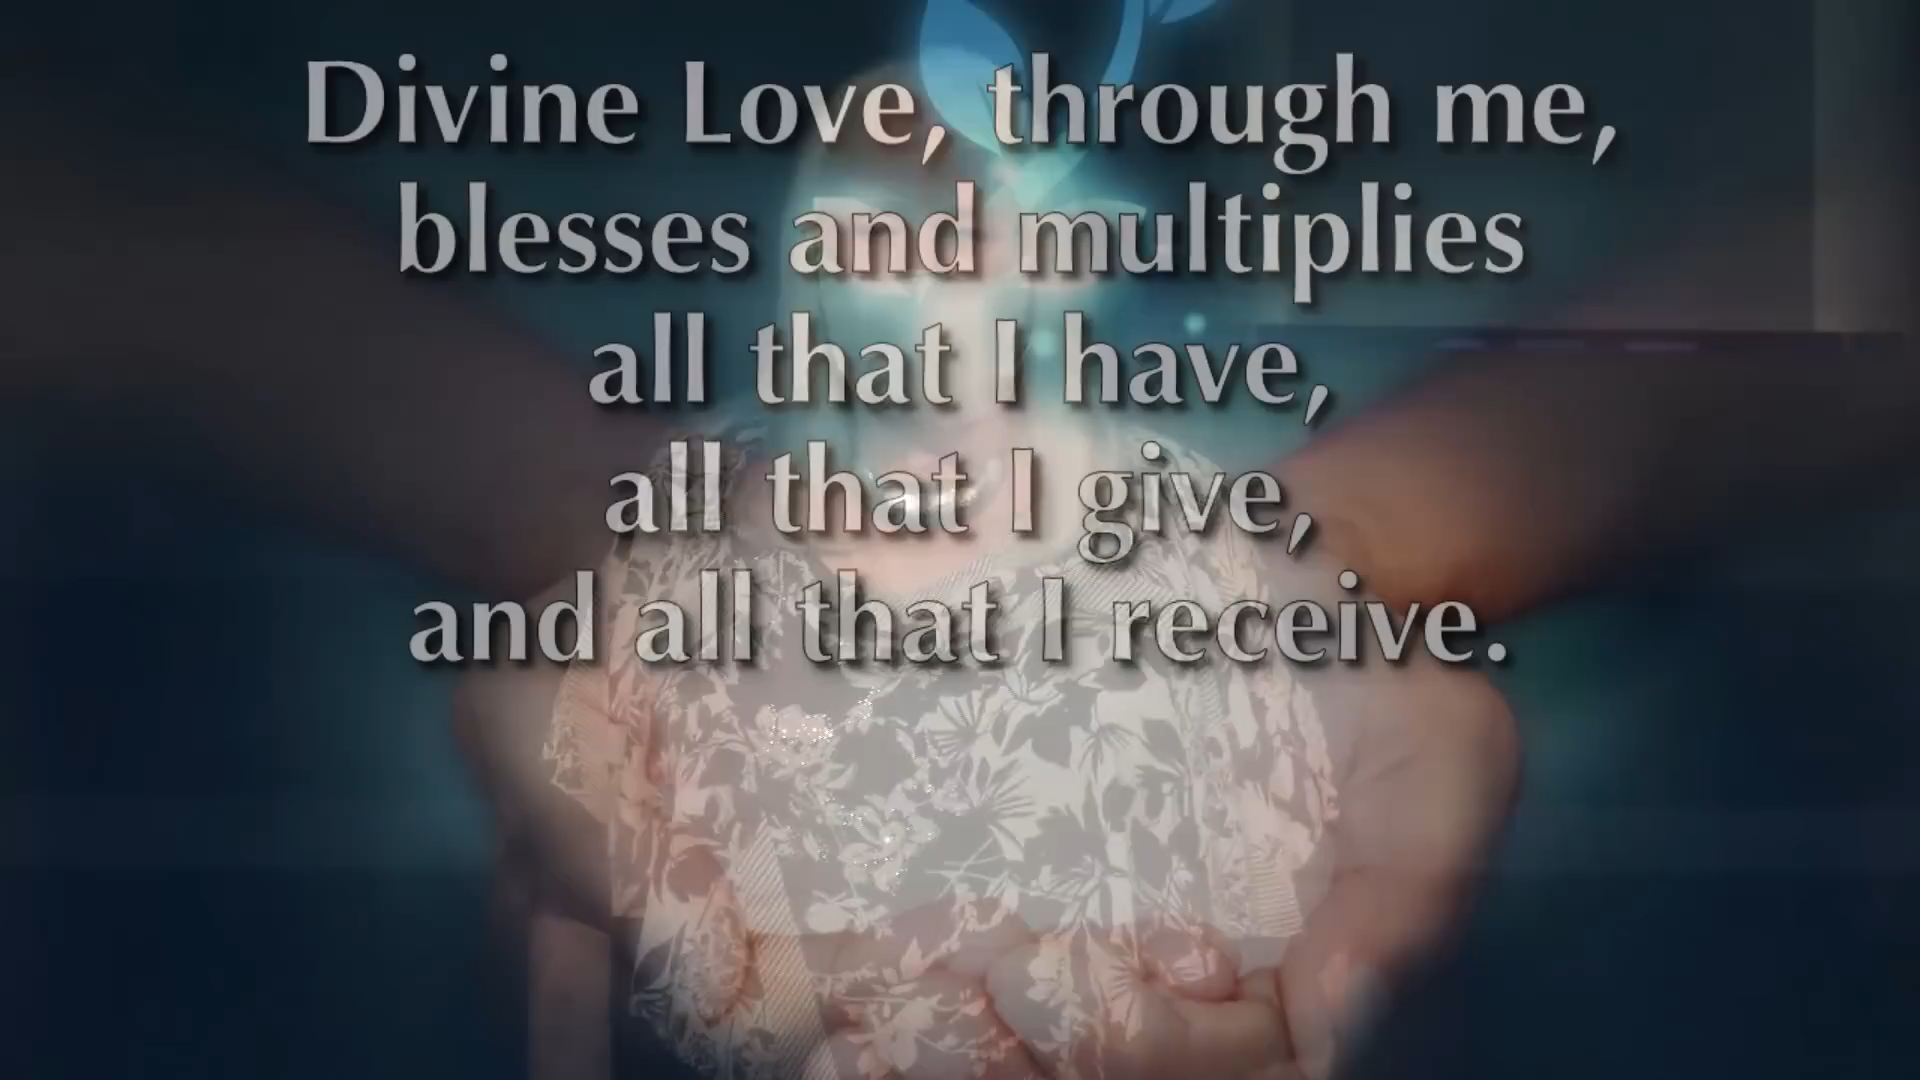 Divine Love, through me,
blesses and multiplies
all that I have,
all that I give,
and all that I receive.